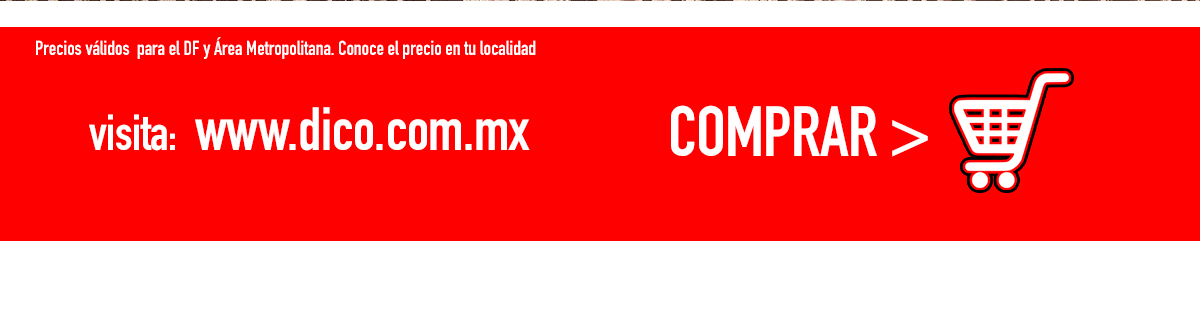 Precios válidos para el DF y Área Metropolitana. Conoce el precio en tu localidad
visita: www.dico.com.mx
COMPRAR >